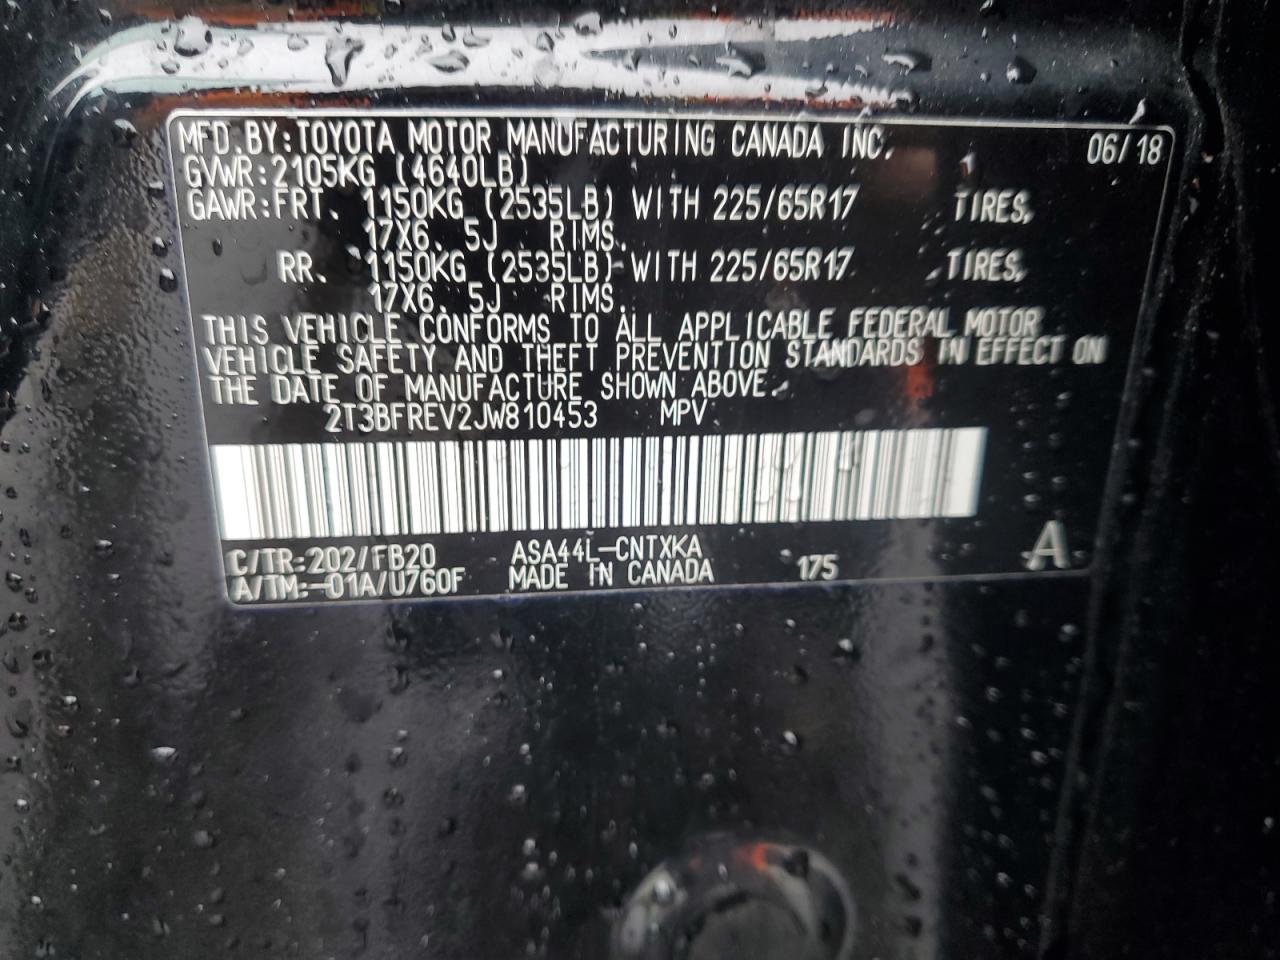 MFD.BY:TOYOTA MOTOR MANUFACTURING CANADA INC. 06/18
GVWR:2105KG (4640LB)
GAWR:FRT. 1150KG (2535LB) WITH 225/65R17 TIRES,
17X6.5J RIMS.
RR. 1150KG (2535LB) WITH 225/65R17 TIRES,
17X6.5J RIMS.
THIS VEHICLE CONFORMS TO ALL APPLICABLE FEDERAL MOTOR
VEHICLE SAFETY AND THEFT PREVENTION STANDARDS IN EFFECT ON
THE DATE OF MANUFACTURE SHOWN ABOVE.
2T3BFREV2JW810453 MPV
C/TR:202/FB20 ASA44L-CNTXKA
A/TM:-01A/U760F MADE IN CANADA 175 A